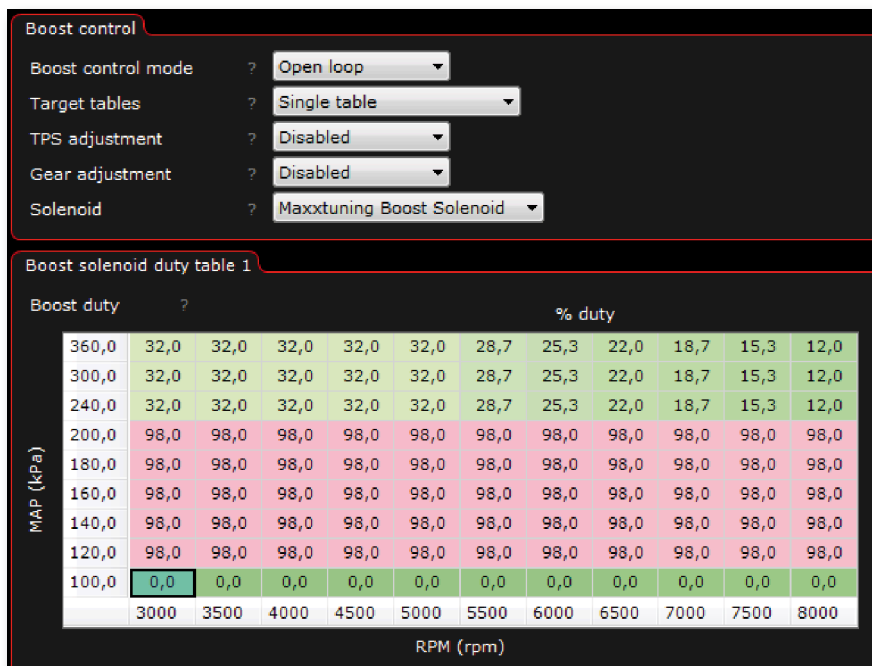 Boost control
Boost control mode ? Open loop
Target tables ? Single table
TPS adjustment ? Disabled
Gear adjustment ? Disabled
Solenoid ? Maxxtuning Boost Solenoid
Boost solenoid duty table 1
Boost duty ?
% duty
360,0 32,0 32,0 32,0 32,0 32,0 28,7 25,3 22,0 18,7 15,3 12,0
300,0 32,0 32,0 32,0 32,0 32,0 28,7 25,3 22,0 18,7 15,3 12,0
240,0 32,0 32,0 32,0 32,0 32,0 28,7 25,3 22,0 18,7 15,3 12,0
200,0 98,0 98,0 98,0 98,0 98,0 98,0 98,0 98,0 98,0 98,0 98,0
180,0 98,0 98,0 98,0 98,0 98,0 98,0 98,0 98,0 98,0 98,0 98,0
160,0 98,0 98,0 98,0 98,0 98,0 98,0 98,0 98,0 98,0 98,0 98,0
140,0 98,0 98,0 98,0 98,0 98,0 98,0 98,0 98,0 98,0 98,0 98,0
120,0 98,0 98,0 98,0 98,0 98,0 98,0 98,0 98,0 98,0 98,0 98,0
100,0 0,0 0,0 0,0 0,0 0,0 0,0 0,0 0,0 0,0 0,0 0,0
MAP (kPa)
3000 3500 4000 4500 5000 5500 6000 6500 7000 7500 8000
RPM (rpm)